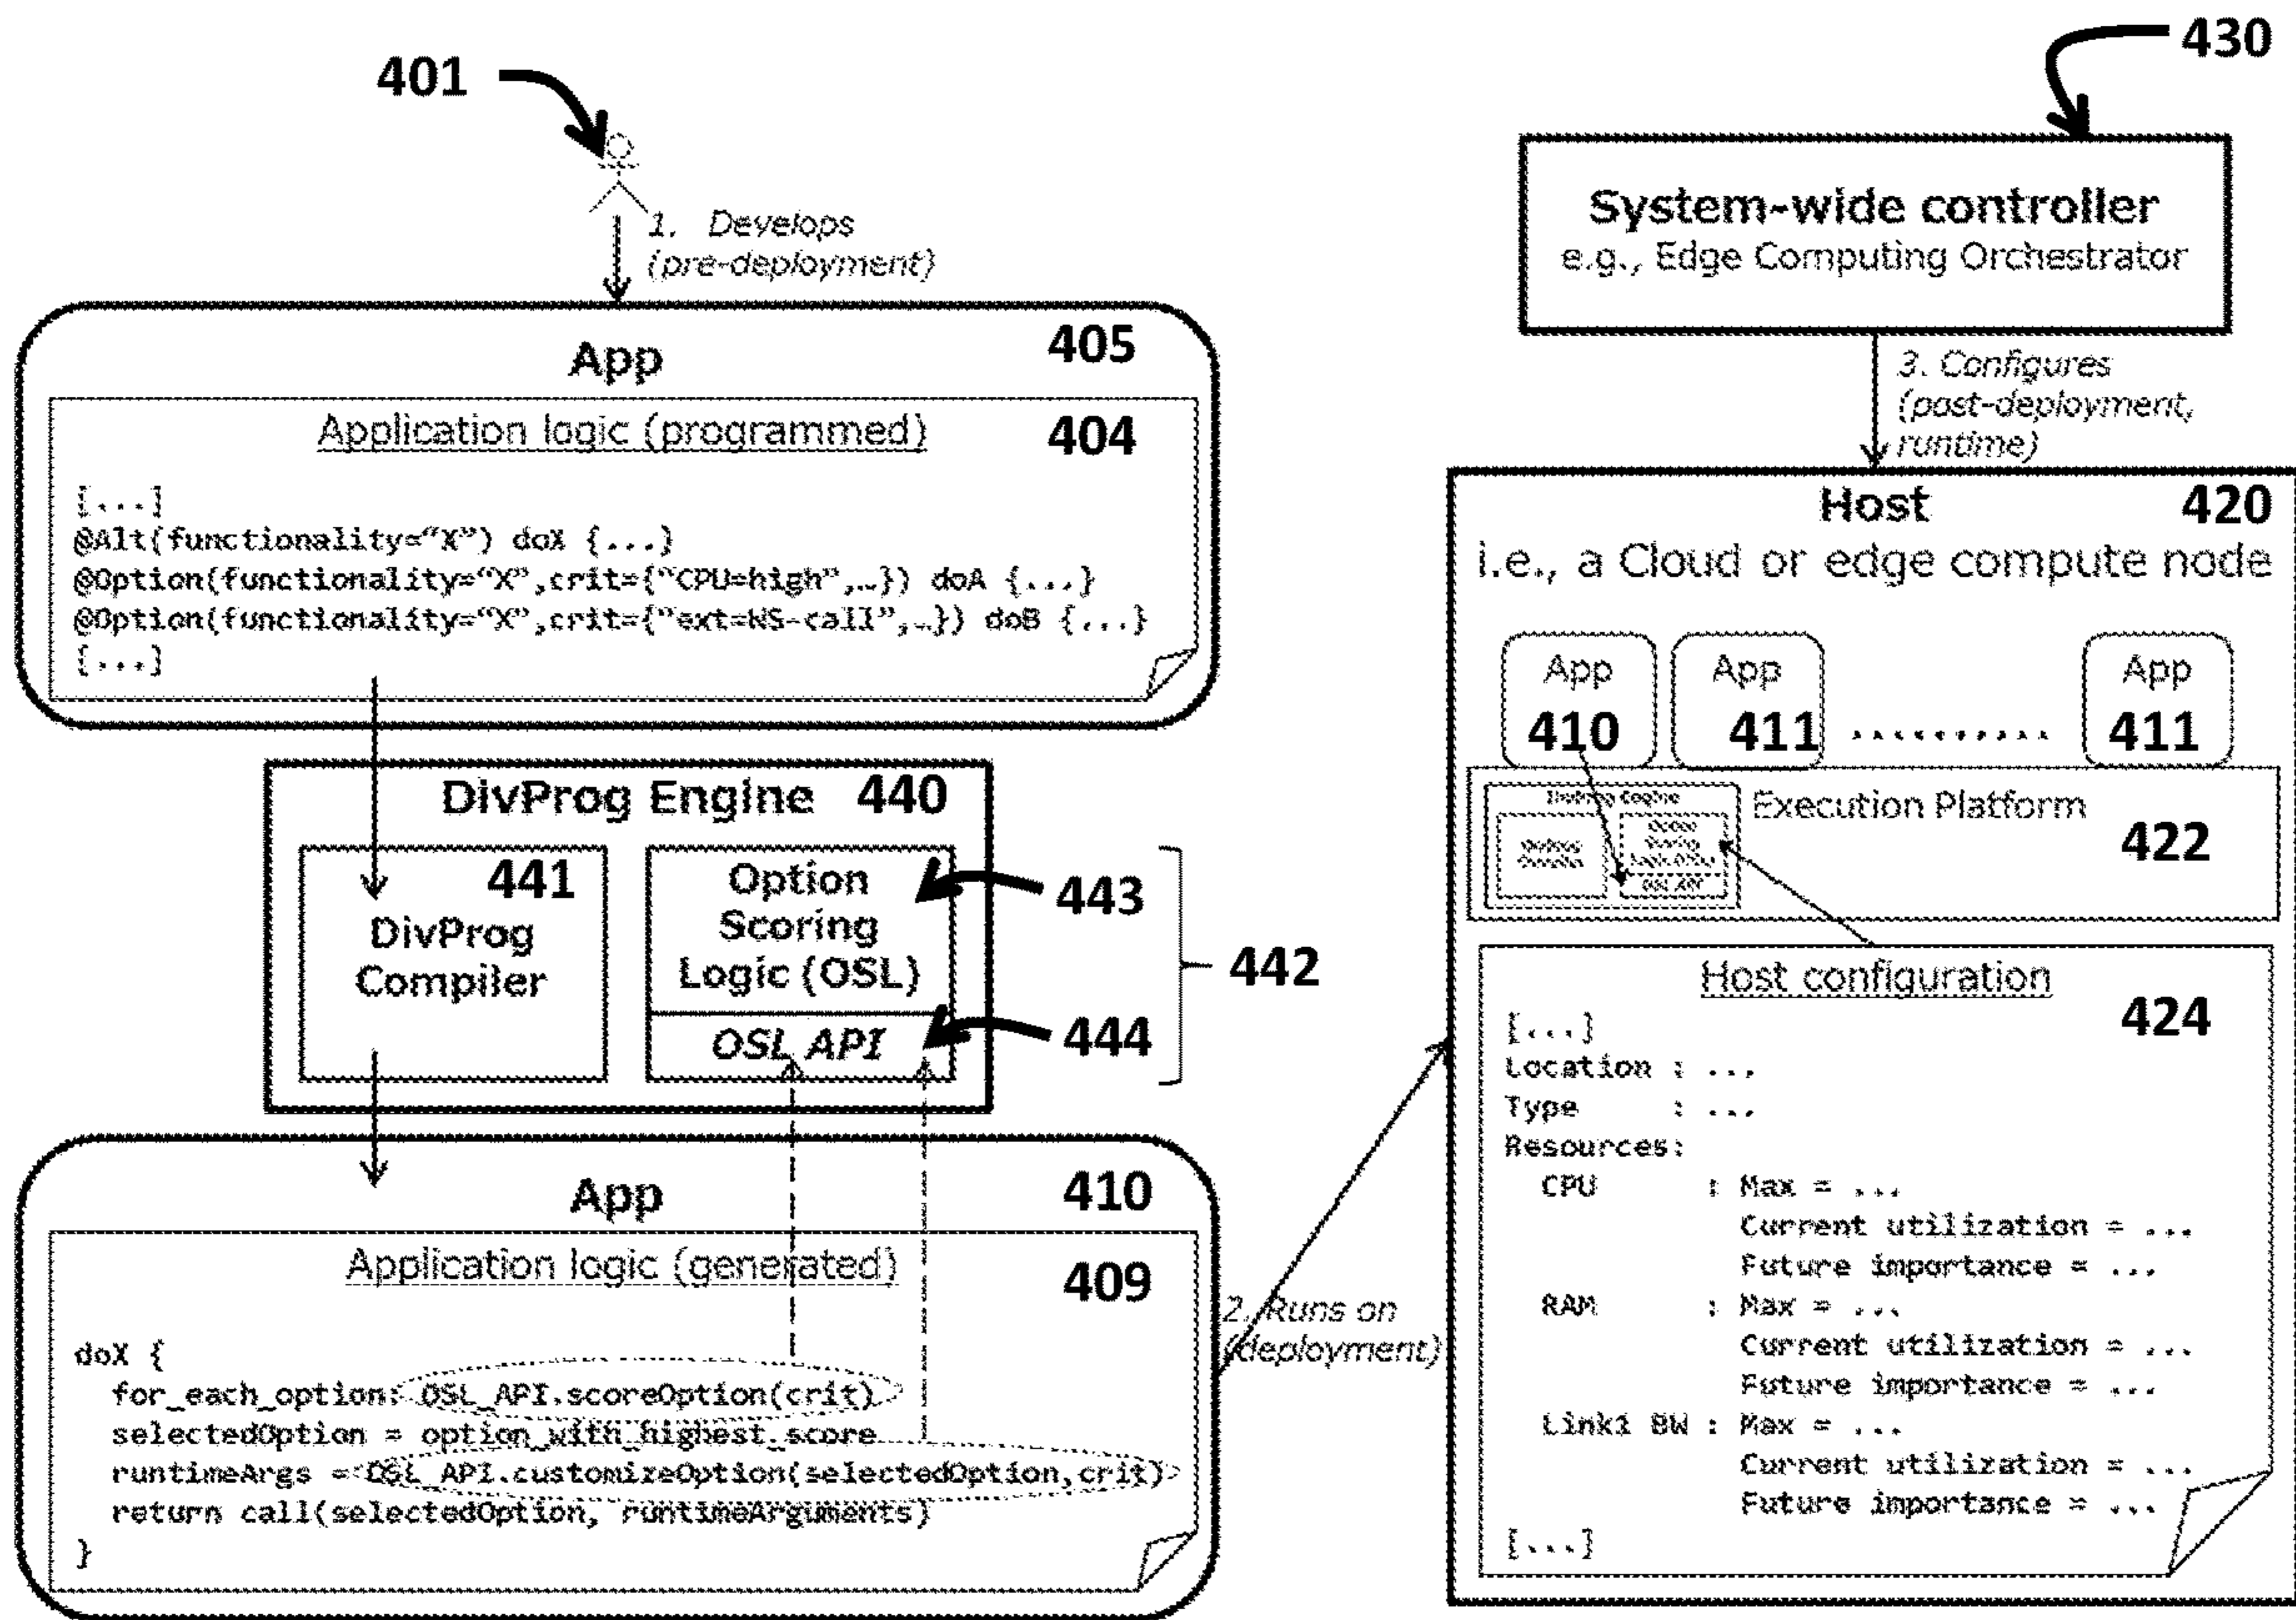 401
1. Develops
(pre-deployment)
App 405
Application logic (programmed) 404
[...]
@Alt(functionality="X") doX {...}
@Option(functionality="X",crit={"CPU=high",…}) doA {...}
@Option(functionality="X",crit={"ext=WS-call",…}) doB {...}
[...]
DivProg Engine 440
441
DivProg
Compiler
Option
Scoring
Logic (OSL)
443
OSL API
444
442
App 410
Application logic (generated) 409
doX {
for_each_option: OSL_API.scoreOption(crit)
selectedOption = option_with_highest_score
runtimeArgs = OSL_API.customizeOption(selectedOption,crit)
return call(selectedOption, runtimeArguments)
}
2. Runs on
(deployment)
430
System-wide controller
e.g., Edge Computing Orchestrator
3. Configures
(post-deployment,
runtime)
Host 420
i.e., a Cloud or edge compute node
App
410
App
411
..........
App
411
Execution Platform
422
Engine
OSL API
Host configuration
424
[...]
Location : ...
Type : ...
Resources:
CPU : Max = ...
Current utilization = ...
Future importance = ...
RAM : Max = ...
Current utilization = ...
Future importance = ...
Link1 BW : Max = ...
Current utilization = ...
Future importance = ...
[...]